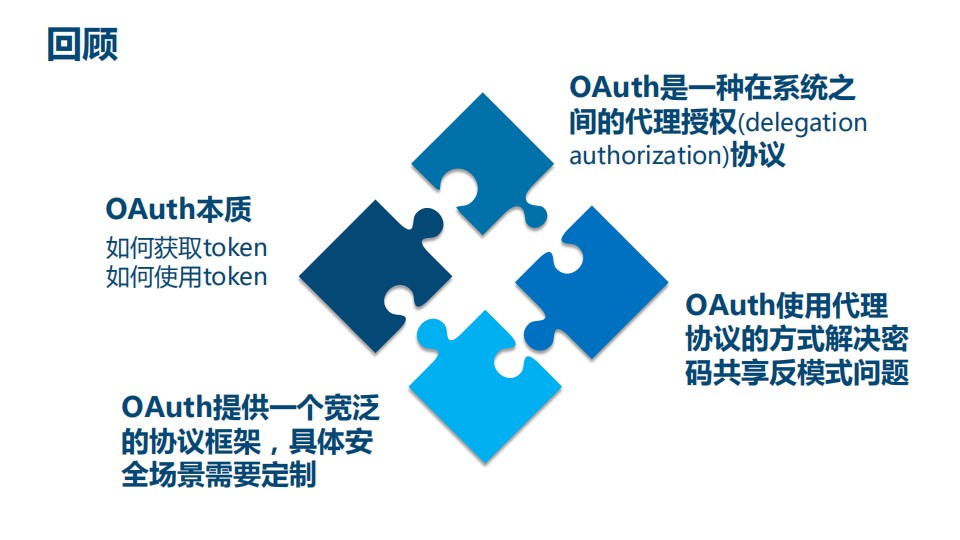 回顾
OAuth是一种在系统之
间的代理授权(delegation
authorization)协议
OAuth本质
如何获取token
如何使用token
OAuth使用代理
协议的方式解决密
码共享反模式问题
OAuth提供一个宽泛
的协议框架，具体安
全场景需要定制